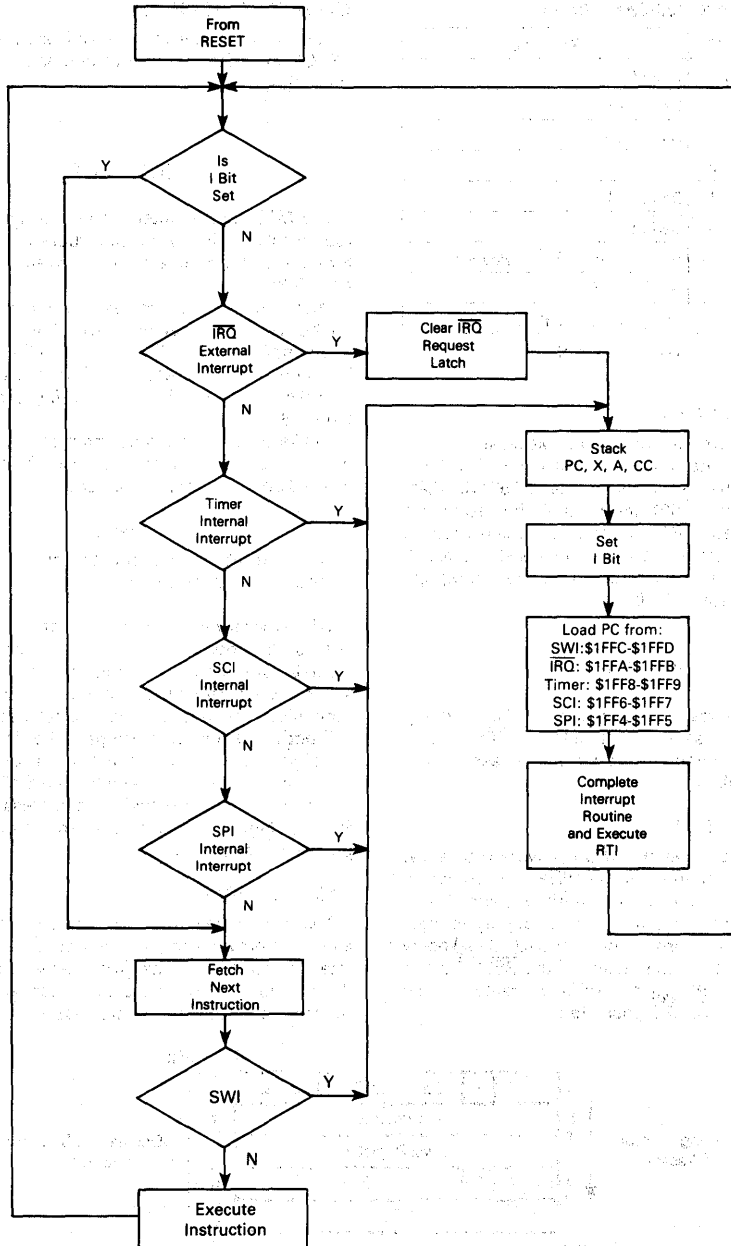 From
RESET
Is
I Bit
Set
Y
N
IRQ
External
Interrupt
Y
N
Clear IRQ
Request
Latch
Stack
PC, X, A, CC
Timer
Internal
Interrupt
Y
N
Set
I Bit
Load PC from:
SWI:$1FFC-$1FFD
IRQ: $1FFA-$1FFB
Timer: $1FF8-$1FF9
SCI: $1FF6-$1FF7
SPI: $1FF4-$1FF5
SCI
Internal
Interrupt
Y
N
Complete
Interrupt
Routine
and Execute
RTI
SPI
Internal
Interrupt
Y
N
Fetch
Next
Instruction
SWI
Y
N
Execute
Instruction